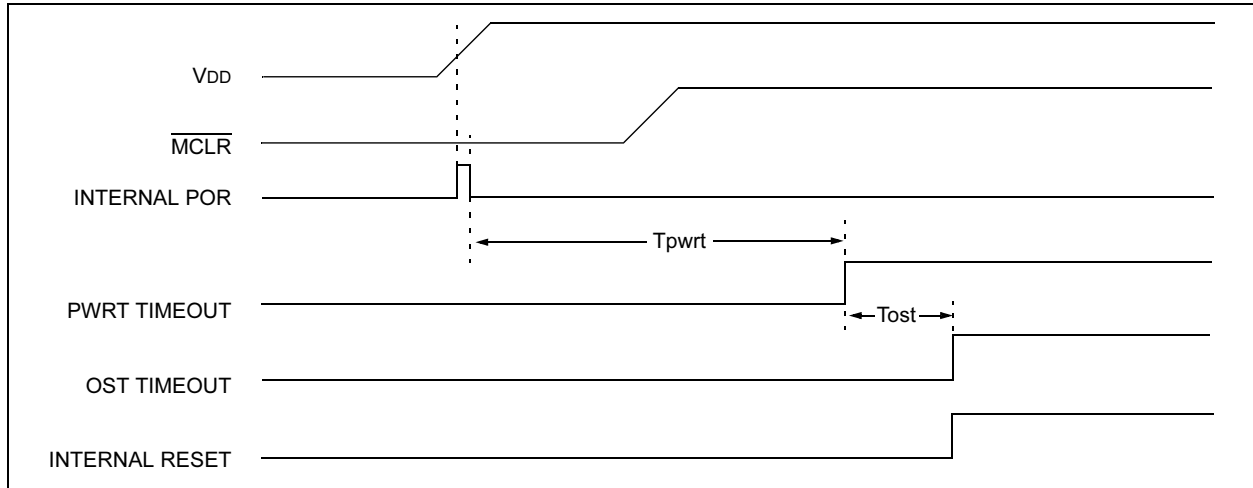 VDD
MCLR
INTERNAL POR
Tpwrt
PWRT TIMEOUT
Tost
OST TIMEOUT
INTERNAL RESET